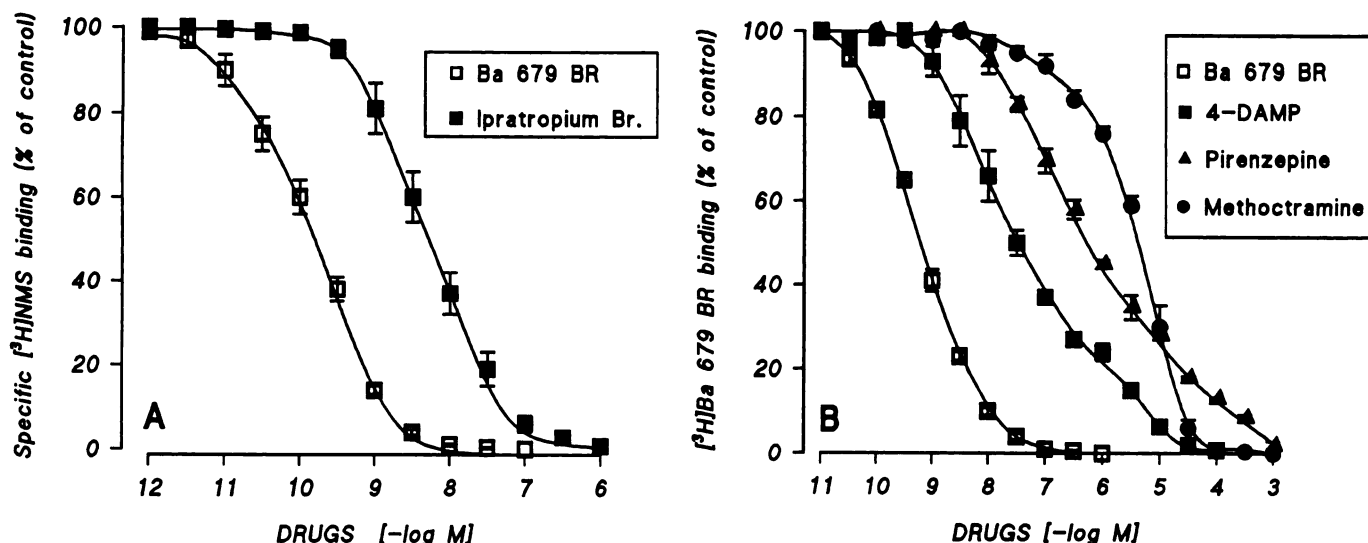 Specific [³H]NMS binding (% of control)
100
80
60
40
20
0
Ba 679 BR
Ipratropium Br.
A
12 11 10 9 8 7 6
DRUGS [-log M]
[³H]Ba 679 BR binding (% of control)
100
80
60
40
20
0
Ba 679 BR
4-DAMP
Pirenzepine
Methoctramine
B
11 10 9 8 7 6 5 4 3
DRUGS [-log M]